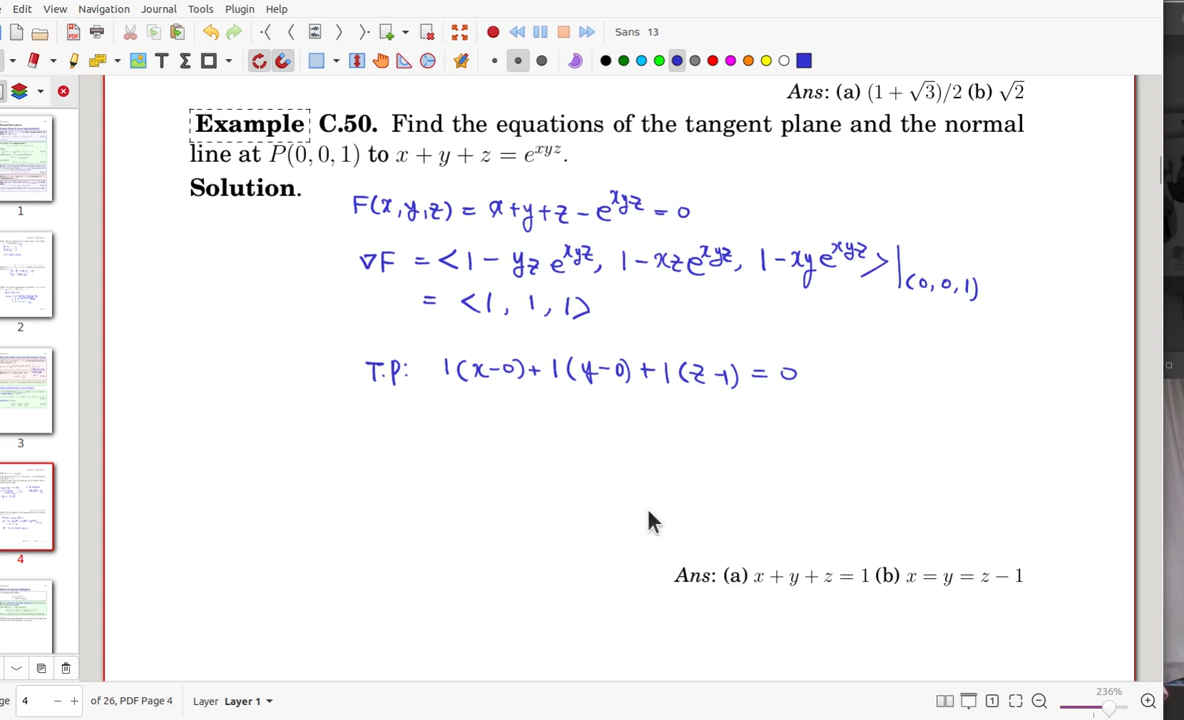 Edit View Navigation Journal Tools Plugin Help
Sans 13
Ans: (a) (1 + √3)/2 (b) √2
Example C.50. Find the equations of the tangent plane and the normal
line at P(0, 0, 1) to x + y + z = e^{xyz}.
Solution.
F(x, y, z) = x + y + z - e^{xyz} = 0
∇F = <1 - yz e^{xyz}, 1 - xz e^{xyz}, 1 - xy e^{xyz}>|_{(0, 0, 1)}
= <1, 1, 1>
T.P: 1(x-0) + 1(y-0) + 1(z-1) = 0
Ans: (a) x + y + z = 1 (b) x = y = z − 1
1
2
3
4
ge 4 − + of 26, PDF Page 4 Layer Layer 1
236%